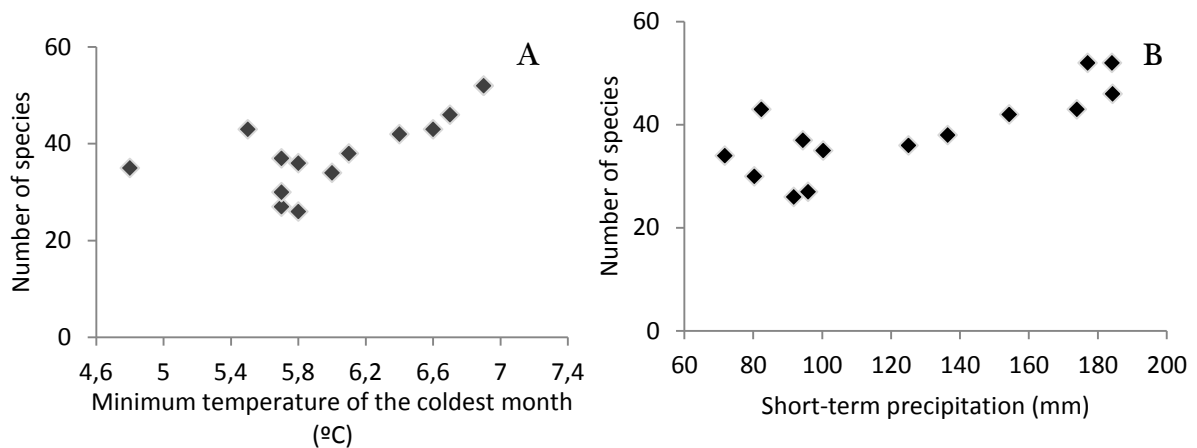 A
Number of species
60
40
20
0
4,6 5 5,4 5,8 6,2 6,6 7 7,4
Minimum temperature of the coldest month
(ºC)
B
Number of species
60
40
20
0
60 80 100 120 140 160 180 200
Short-term precipitation (mm)